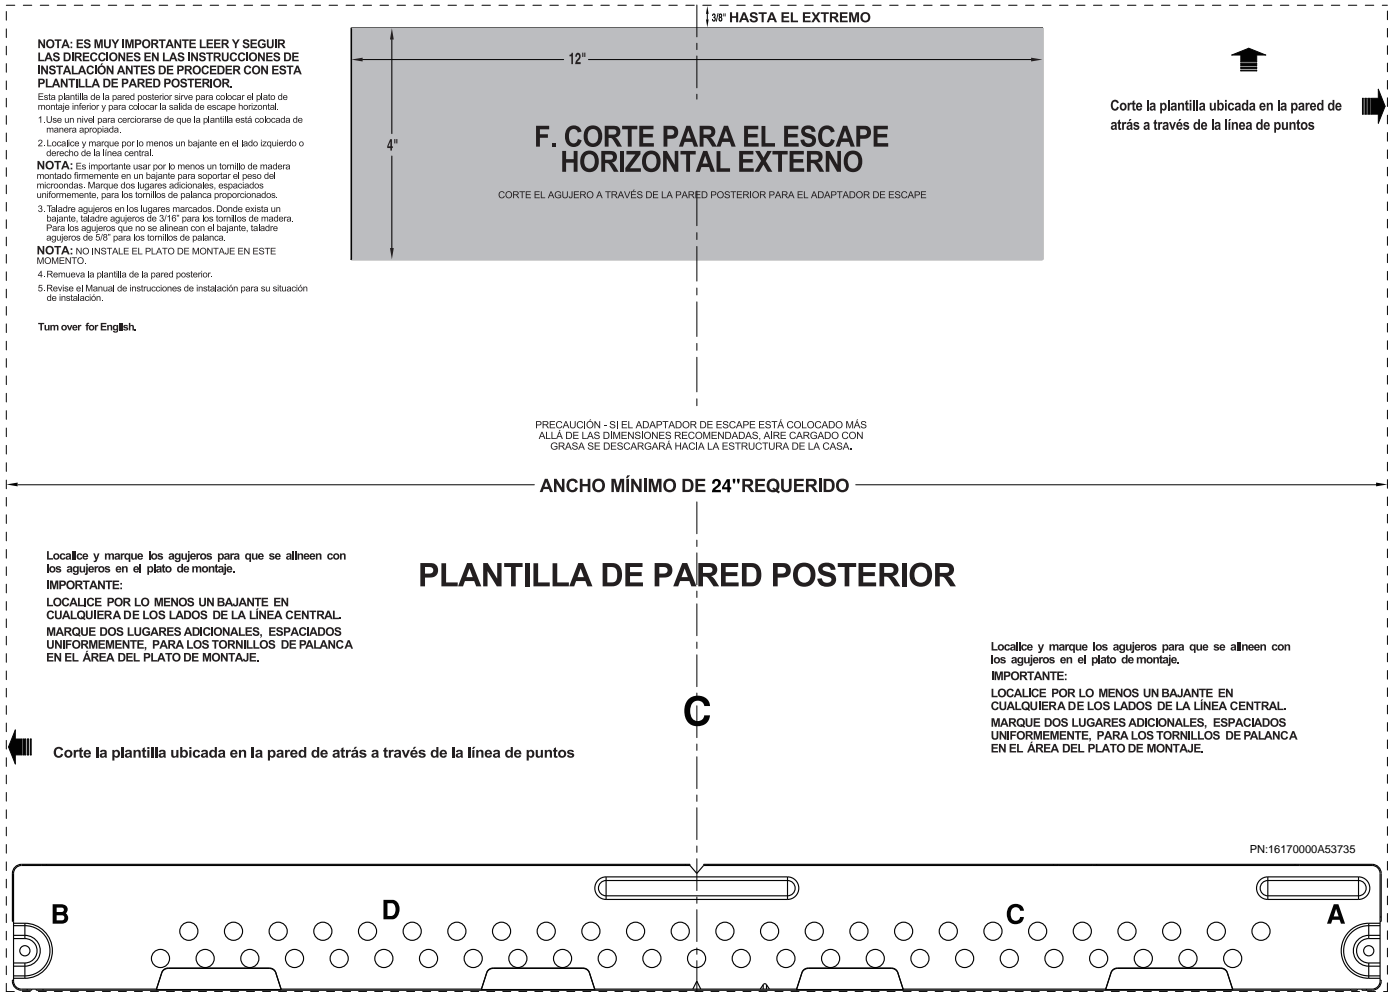 3/8" HASTA EL EXTREMO
NOTA: ES MUY IMPORTANTE LEER Y SEGUIR
LAS DIRECCIONES EN LAS INSTRUCCIONES DE
INSTALACIÓN ANTES DE PROCEDER CON ESTA
PLANTILLA DE PARED POSTERIOR.
Esta plantilla de la pared posterior sirve para colocar el plato de
montaje inferior y para colocar la salida de escape horizontal.
1.Use un nivel para cerciorarse de que la plantilla está colocada de
manera apropiada.
2.Localice y marque por lo menos un bajante en el lado izquierdo o
derecho de la línea central.
NOTA: Es importante usar por lo menos un tornillo de madera
montado firmemente en un bajante para soportar el peso del
microondas. Marque dos lugares adicionales, espaciados
uniformemente, para los tornillos de palanca proporcionados.
3.Taladre agujeros en los lugares marcados. Donde exista un
bajante, taladre agujeros de 3/16" para los tornillos de madera.
Para los agujeros que no se alinean con el bajante, taladre
agujeros de 5/8" para los tornillos de palanca.
NOTA: NO INSTALE EL PLATO DE MONTAJE EN ESTE
MOMENTO.
4.Remueva la plantilla de la pared posterior.
5.Revise el Manual de instrucciones de instalación para su situación
de instalación.
Turn over for English.
12"
4"
F. CORTE PARA EL ESCAPE
HORIZONTAL EXTERNO
CORTE EL AGUJERO A TRAVÉS DE LA PARED POSTERIOR PARA EL ADAPTADOR DE ESCAPE
Corte la plantilla ubicada en la pared de
atrás a través de la línea de puntos
PRECAUCIÓN - SI EL ADAPTADOR DE ESCAPE ESTÁ COLOCADO MÁS
ALLÁ DE LAS DIMENSIONES RECOMENDADAS, AIRE CARGADO CON
GRASA SE DESCARGARÁ HACIA LA ESTRUCTURA DE LA CASA.
ANCHO MÍNIMO DE 24"REQUERIDO
Localice y marque los agujeros para que se alineen con
los agujeros en el plato de montaje.
IMPORTANTE:
LOCALICE POR LO MENOS UN BAJANTE EN
CUALQUIERA DE LOS LADOS DE LA LÍNEA CENTRAL.
MARQUE DOS LUGARES ADICIONALES, ESPACIADOS
UNIFORMEMENTE, PARA LOS TORNILLOS DE PALANCA
EN EL ÁREA DEL PLATO DE MONTAJE.
PLANTILLA DE PARED POSTERIOR
Localice y marque los agujeros para que se alineen con
los agujeros en el plato de montaje.
IMPORTANTE:
LOCALICE POR LO MENOS UN BAJANTE EN
CUALQUIERA DE LOS LADOS DE LA LÍNEA CENTRAL.
MARQUE DOS LUGARES ADICIONALES, ESPACIADOS
UNIFORMEMENTE, PARA LOS TORNILLOS DE PALANCA
EN EL ÁREA DEL PLATO DE MONTAJE.
C
Corte la plantilla ubicada en la pared de atrás a través de la línea de puntos
PN:16170000A53735
B
D
C
A